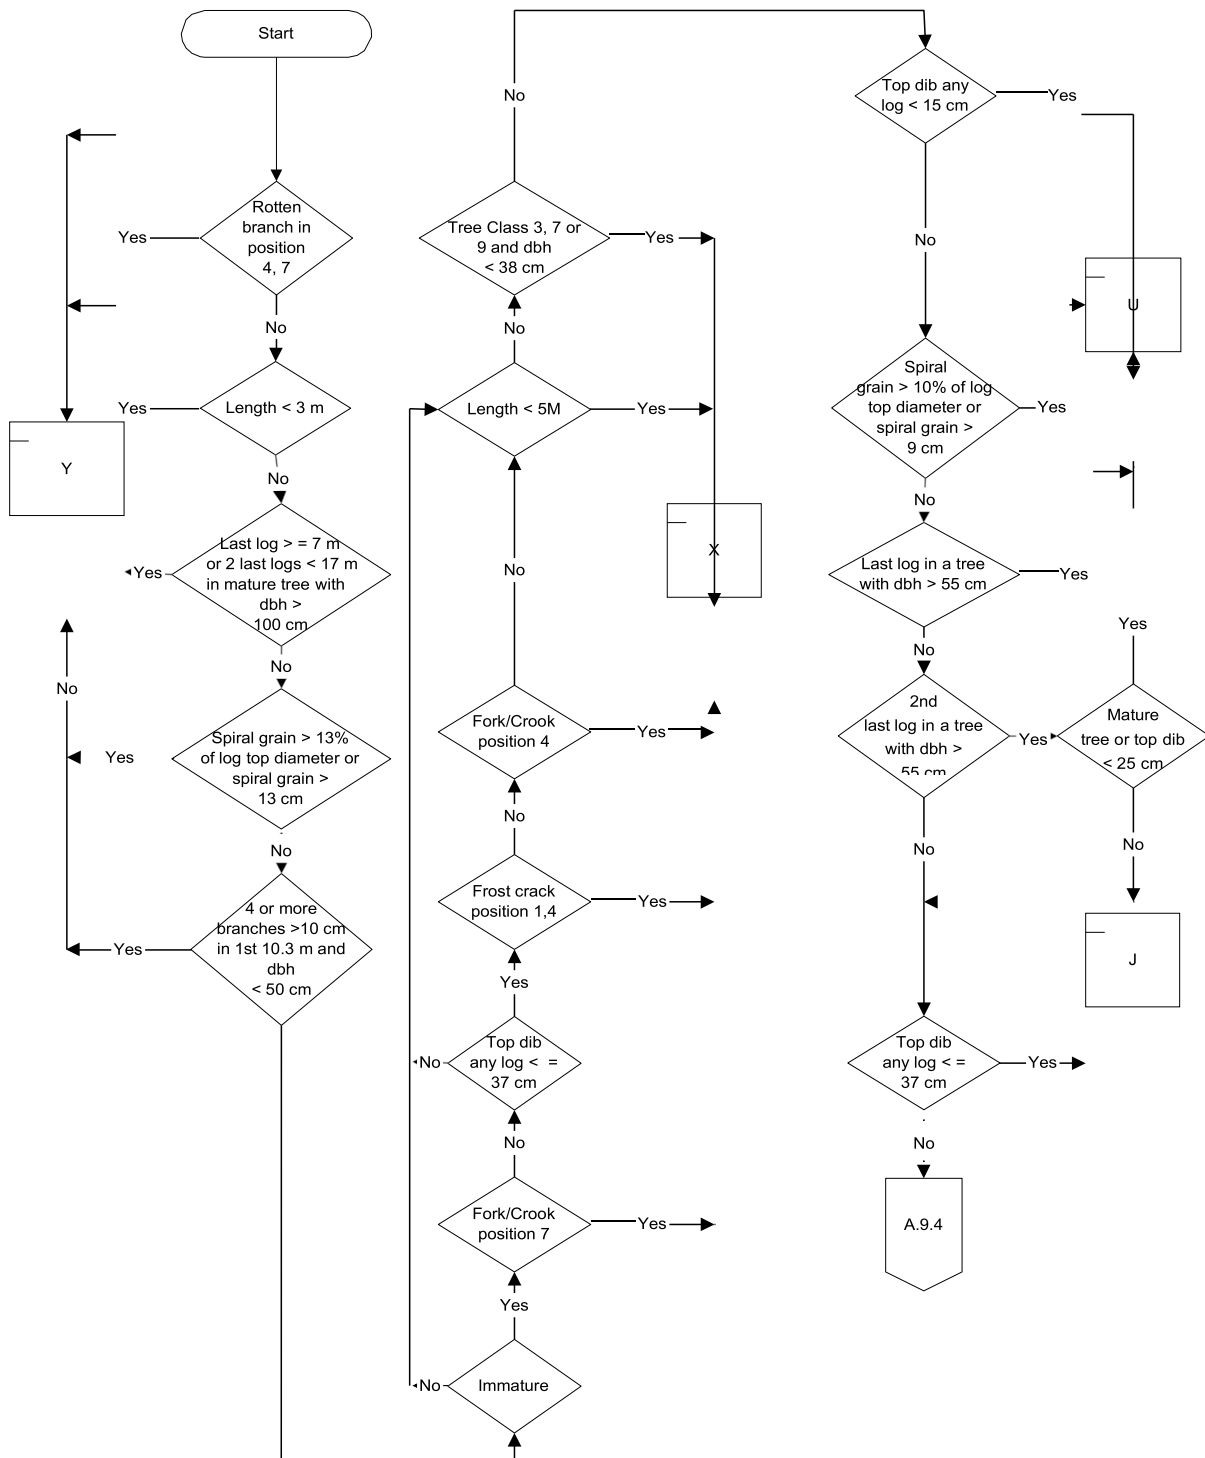 Start
Yes
Rotten
branch in
position
4, 7
No
Yes
Length < 3 m
Y
No
Yes
Last log > = 7 m
or 2 last logs < 17 m
in mature tree with
dbh >
100 cm
No
No
Yes
Spiral grain > 13%
of log top diameter or
spiral grain >
13 cm
No
Yes
4 or more
branches >10 cm
in 1st 10.3 m and
dbh
< 50 cm
No
Tree Class 3, 7 or
9 and dbh
< 38 cm
Yes
No
Length < 5M
Yes
X
No
Fork/Crook
position 4
Yes
No
Frost crack
position 1,4
Yes
Yes
Top dib
any log < =
37 cm
No
No
Fork/Crook
position 7
Yes
Yes
Immature
No
Top dib any
log < 15 cm
Yes
No
U
Spiral
grain > 10% of log
top diameter or
spiral grain >
9 cm
Yes
No
Last log in a tree
with dbh > 55 cm
Yes
No
Yes
2nd
last log in a tree
with dbh >
55 cm
Yes
Mature
tree or top dib
< 25 cm
No
No
J
Top dib
any log < =
37 cm
Yes
No
A.9.4